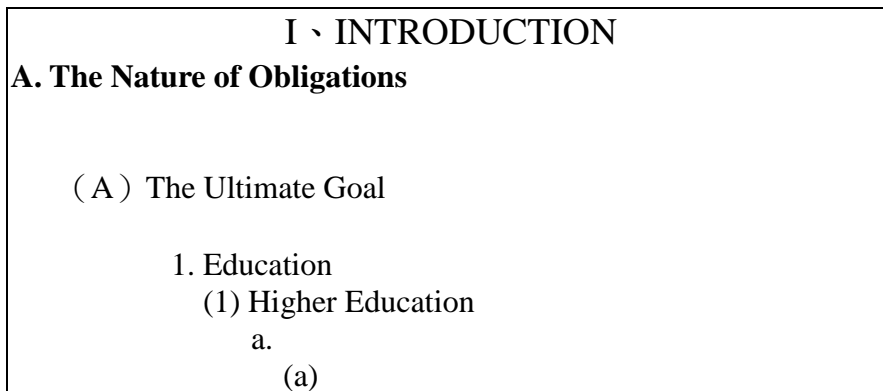 I、INTRODUCTION
A. The Nature of Obligations
（A）The Ultimate Goal
1. Education
(1) Higher Education
a.
(a)